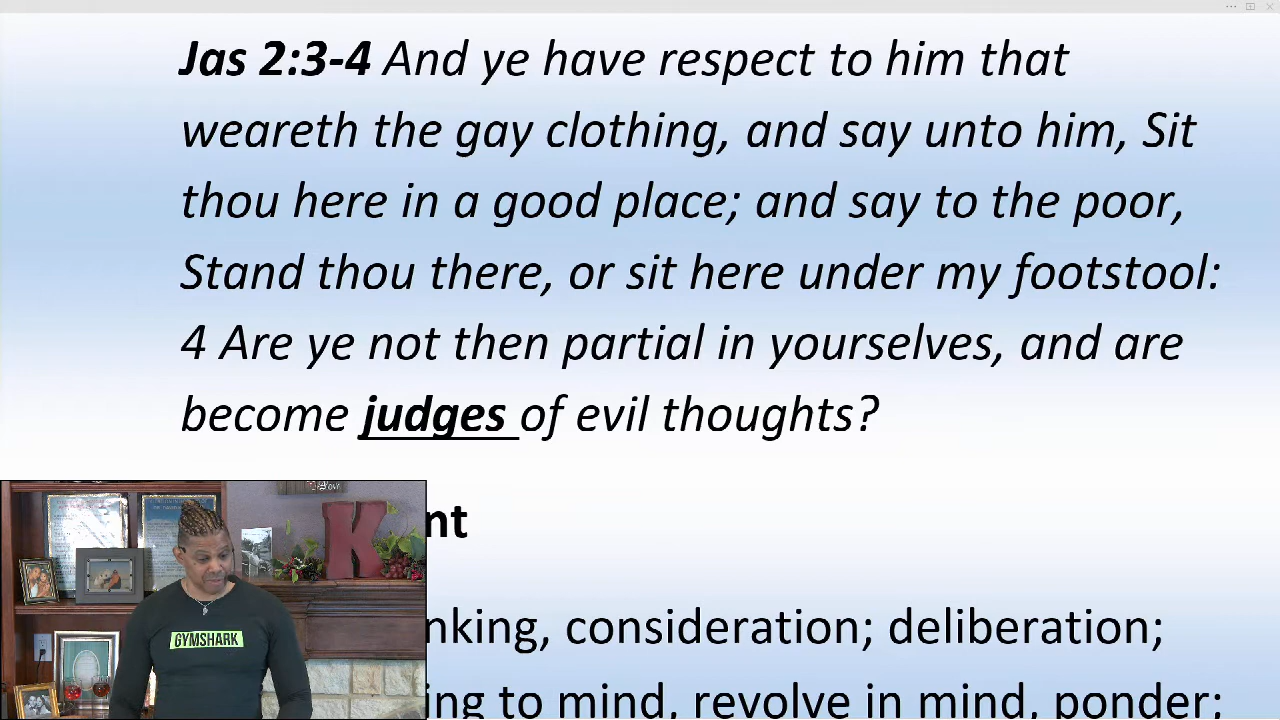 Jas 2:3-4 And ye have respect to him that
weareth the gay clothing, and say unto him, Sit
thou here in a good place; and say to the poor,
Stand thou there, or sit here under my footstool:
4 Are ye not then partial in yourselves, and are
become judges of evil thoughts?
nt
nking, consideration; deliberation;
ing to mind, revolve in mind, ponder;
K
GYMSHARK